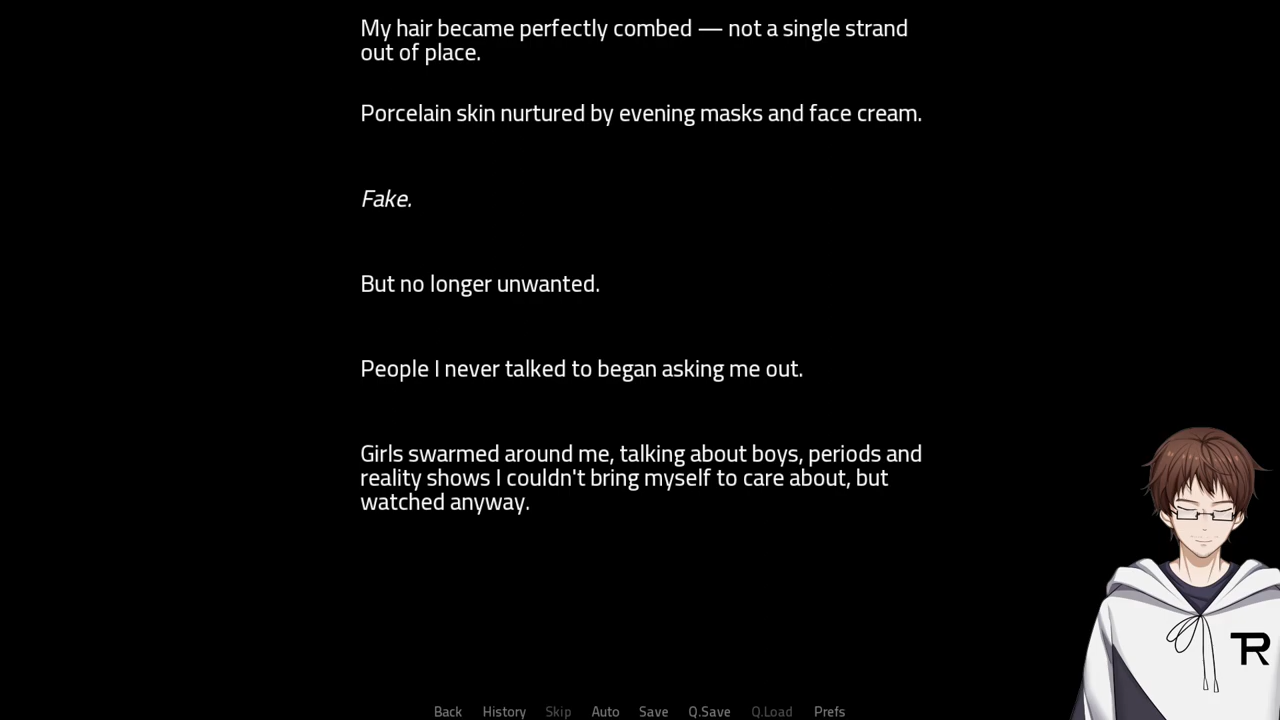 My hair became perfectly combed — not a single strand
out of place.
Porcelain skin nurtured by evening masks and face cream.
Fake.
But no longer unwanted.
People I never talked to began asking me out.
Girls swarmed around me, talking about boys, periods and
reality shows I couldn't bring myself to care about, but
watched anyway.
TR
Back History Skip Auto Save Q.Save Q.Load Prefs